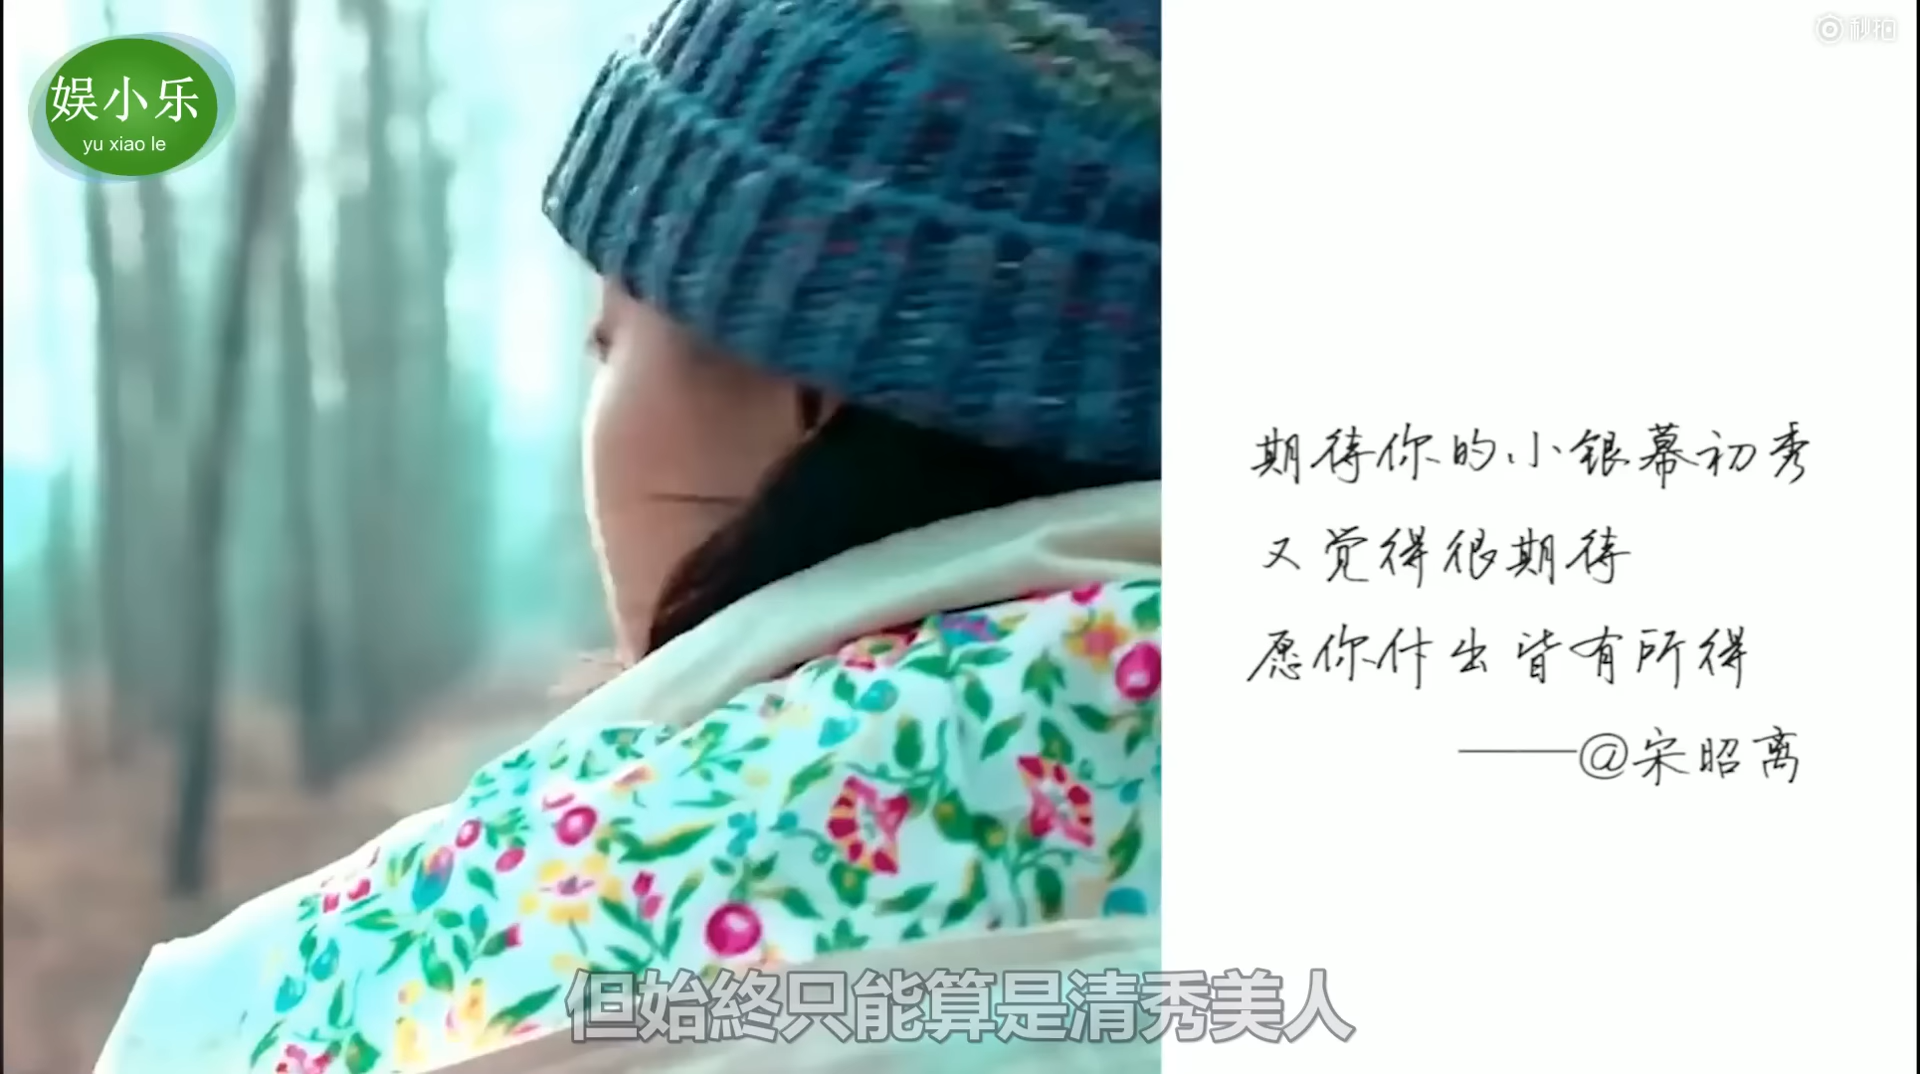 娱小乐
yu xiao le
秒拍
期待你的小银幕初秀
又觉得很期待
愿你付出皆有所得
——@宋昭离
但始終只能算是清秀美人